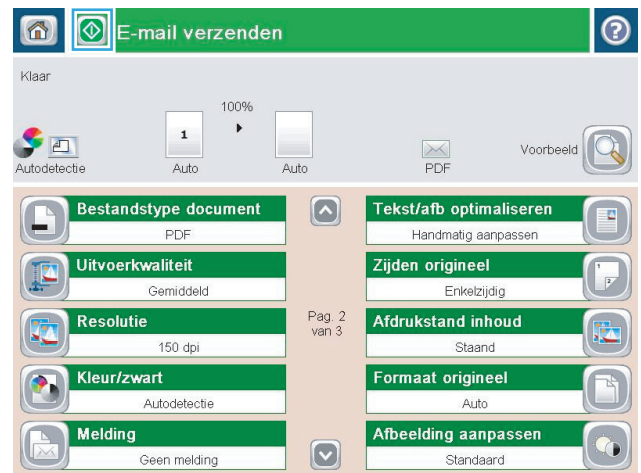 E-mail verzenden
?
Klaar
100%
1
Autodetectie
Auto
Auto
PDF
Voorbeeld
Bestandstype document
PDF
Uitvoerkwaliteit
Gemiddeld
Resolutie
150 dpi
Kleur/zwart
Autodetectie
Melding
Geen melding
Pag. 2
van 3
Tekst/afb optimaliseren
Handmatig aanpassen
Zijden origineel
1
2
Enkelzijdig
Afdrukstand inhoud
Staand
Formaat origineel
Auto
Afbeelding aanpassen
Standaard